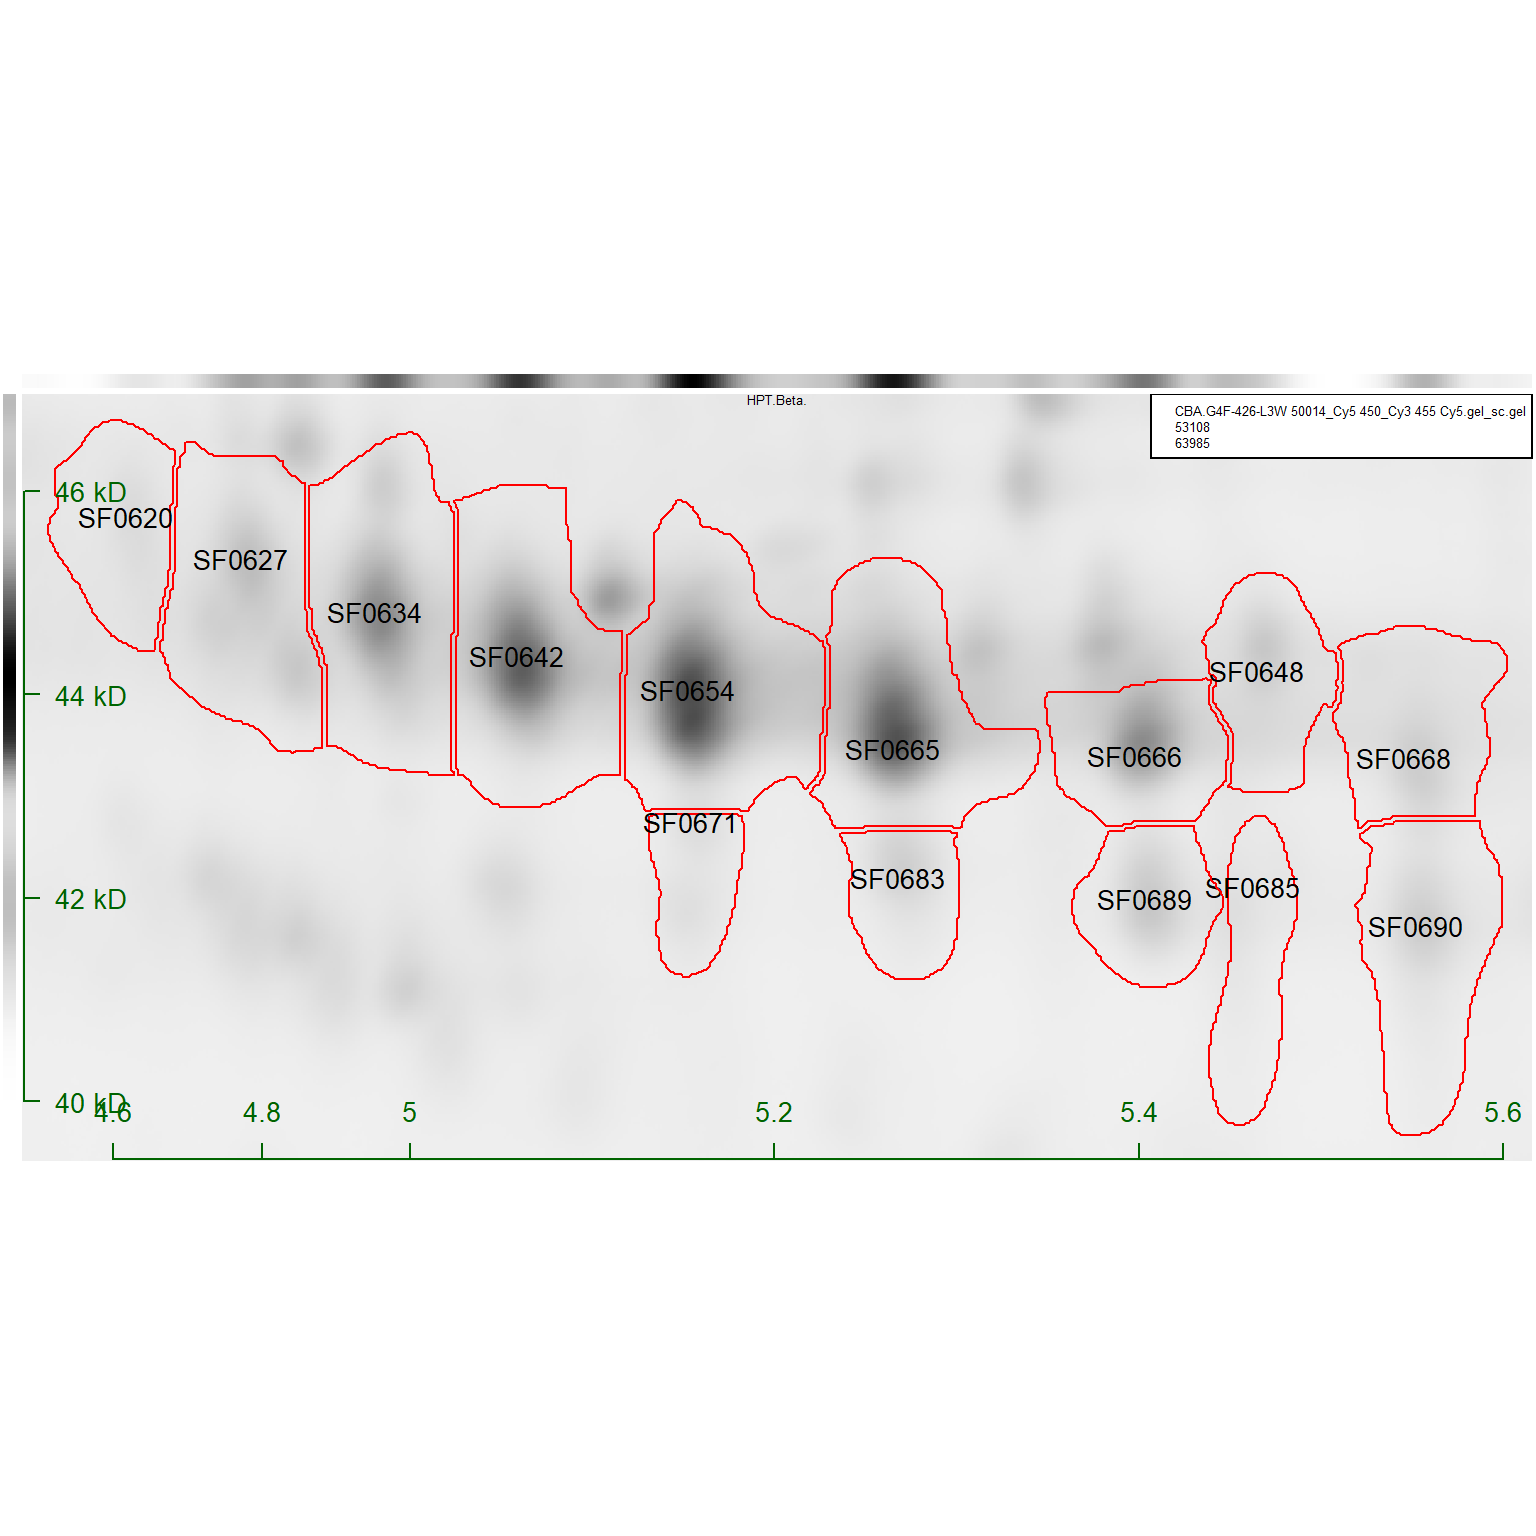 HPT.Beta.
CBA.G4F-426-L3W 50014_Cy5 450_Cy3 455 Cy5.gel_sc.gel
53108
63985
46 kD
SF0620
SF0627
SF0634
SF0642
SF0654
44 kD
SF0648
SF0665
SF0666
SF0668
SF0671
SF0683
42 kD
SF0689
SF0685
SF0690
40 kD
4.6 4.8 5 5.2 5.4 5.6